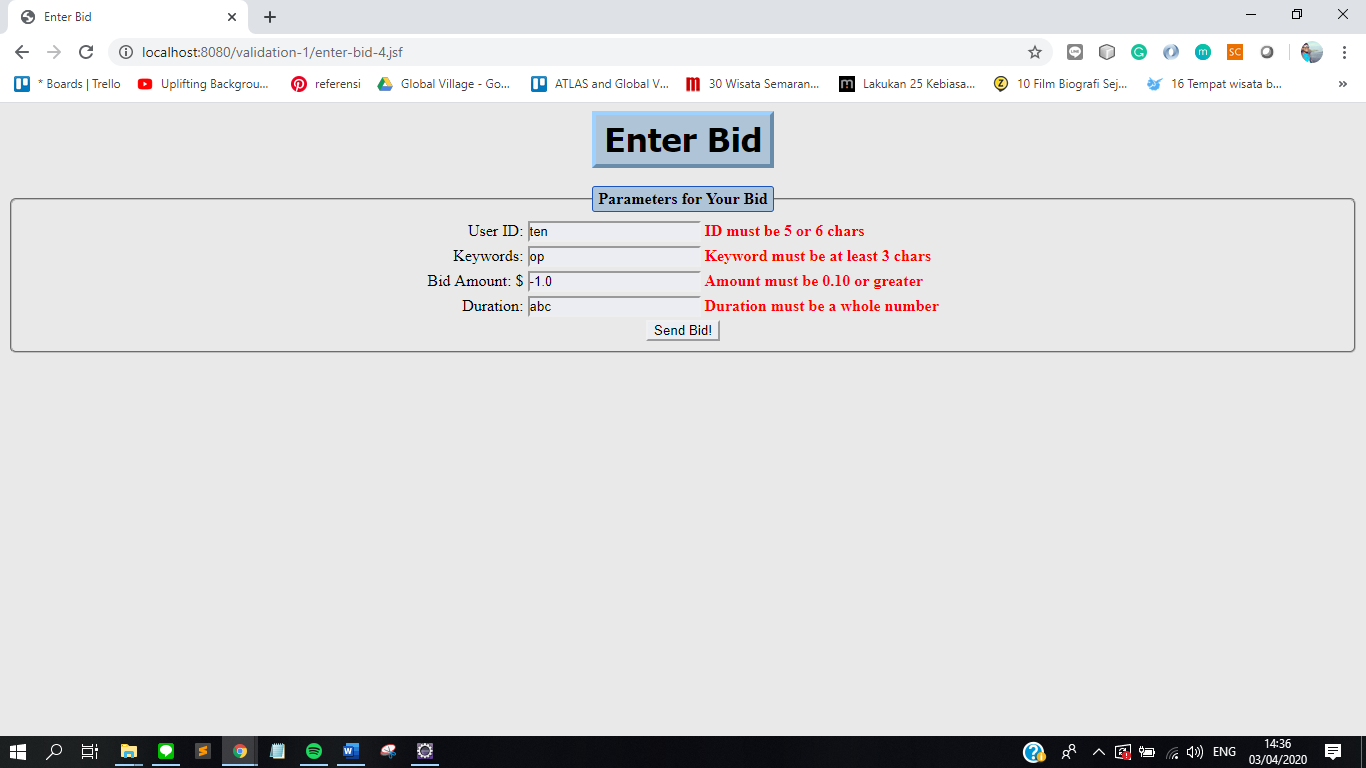 Enter Bid
localhost:8080/validation-1/enter-bid-4.jsf
* Boards | Trello Uplifting Backgrou... referensi Global Village - Go... ATLAS and Global V... 30 Wisata Semaran... Lakukan 25 Kebiasa... 10 Film Biografi Sej... 16 Tempat wisata b... »
Enter Bid
Parameters for Your Bid
User ID: ten ID must be 5 or 6 chars
Keywords: op Keyword must be at least 3 chars
Bid Amount: $ -1.0 Amount must be 0.10 or greater
Duration: abc Duration must be a whole number
Send Bid!
ENG
14:36
03/04/2020